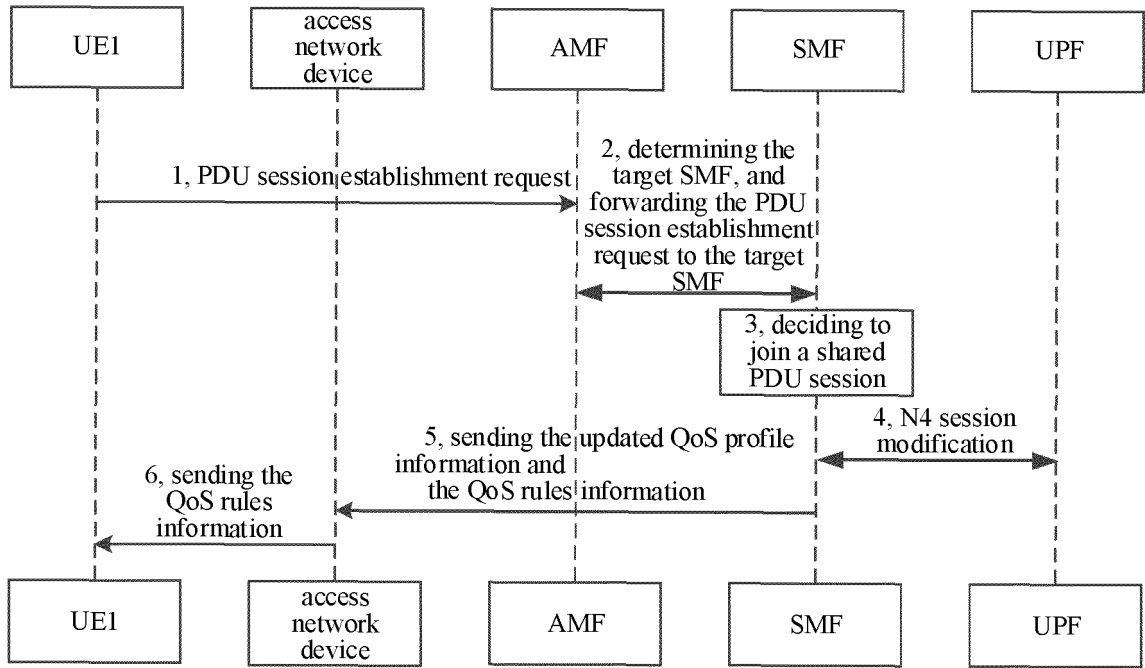 UE1
access
network
device
AMF
SMF
UPF
1, PDU session establishment request
2, determining the
target SMF, and
forwarding the PDU
session establishment
request to the target
SMF
3, deciding to
join a shared
PDU session
4, N4 session
modification
5, sending the updated QoS profile
information and
the QoS rules information
6, sending the
QoS rules
information
UE1
access
network
device
AMF
SMF
UPF